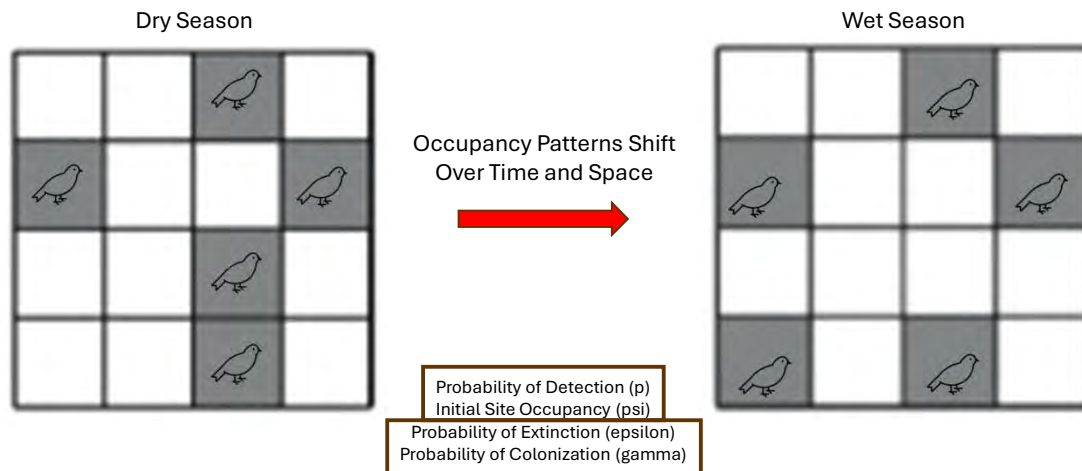 Dry Season
Wet Season
Occupancy Patterns Shift
Over Time and Space
Probability of Detection (p)
Initial Site Occupancy (psi)
Probability of Extinction (epsilon)
Probability of Colonization (gamma)